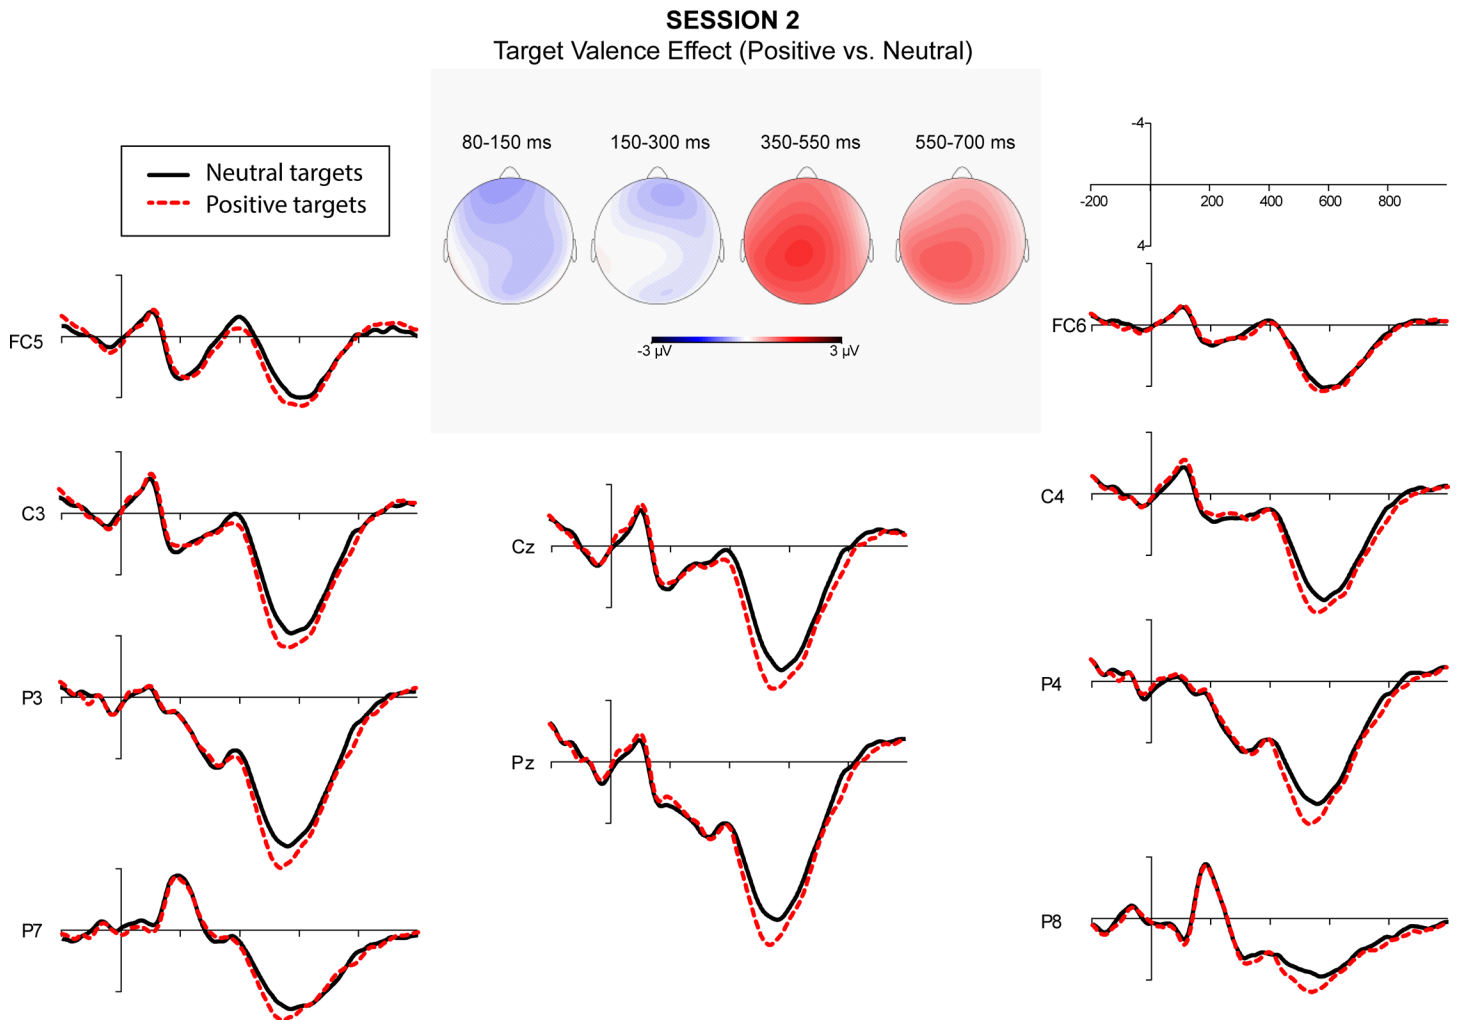 SESSION 2
Target Valence Effect (Positive vs. Neutral)
80-150 ms 150-300 ms 350-550 ms 550-700 ms
-3 µV 3 µV
Neutral targets
Positive targets
-4
-200 200 400 600 800
4
FC5
FC6
C3
Cz
C4
P3
Pz
P4
P7
P8